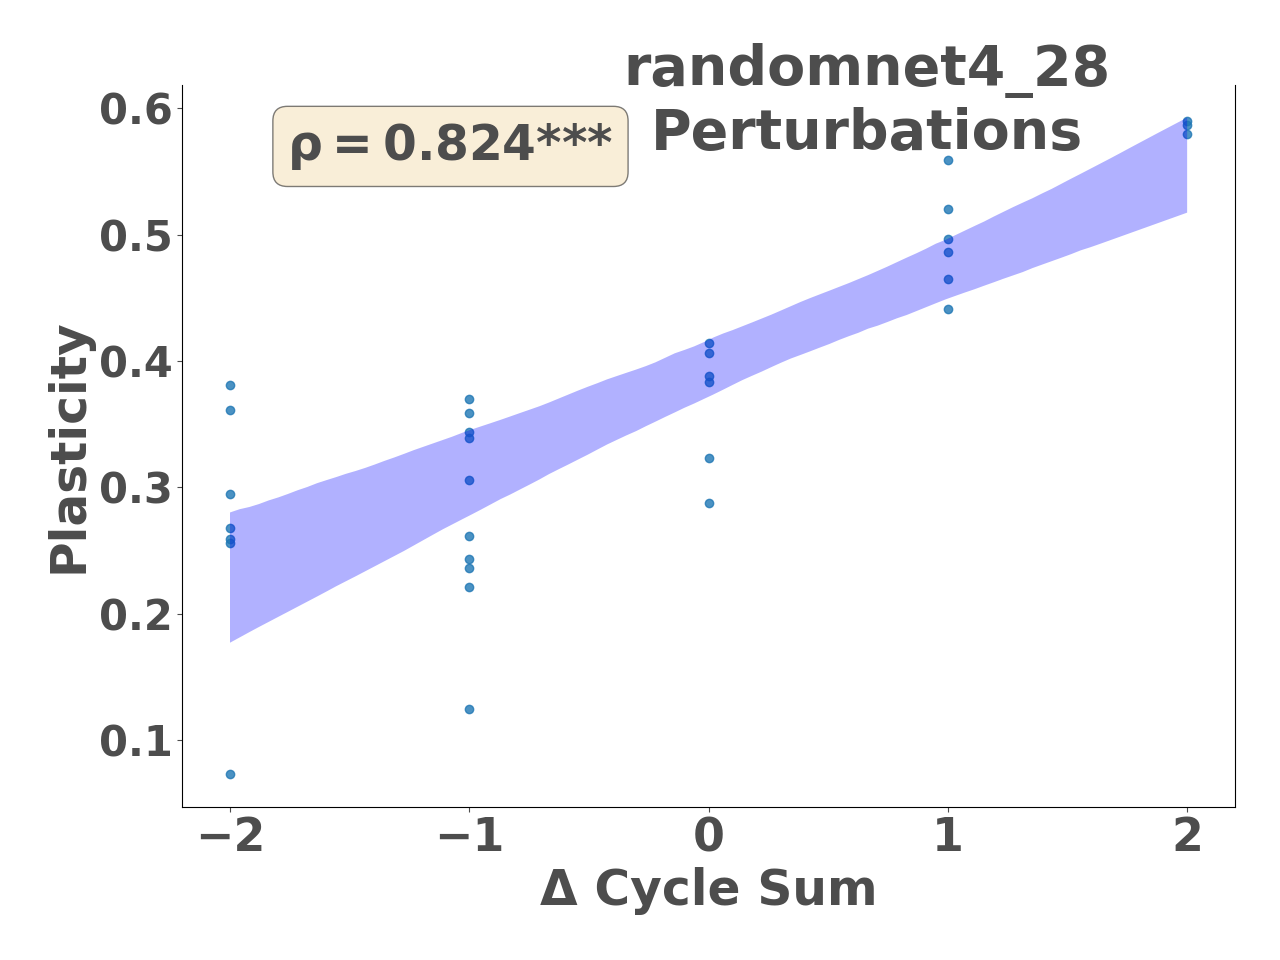 randomnet4_28
Perturbations
ρ = 0.824***
0.6
0.5
0.4
0.3
0.2
0.1
Plasticity
−2 −1 0 1 2
Δ Cycle Sum